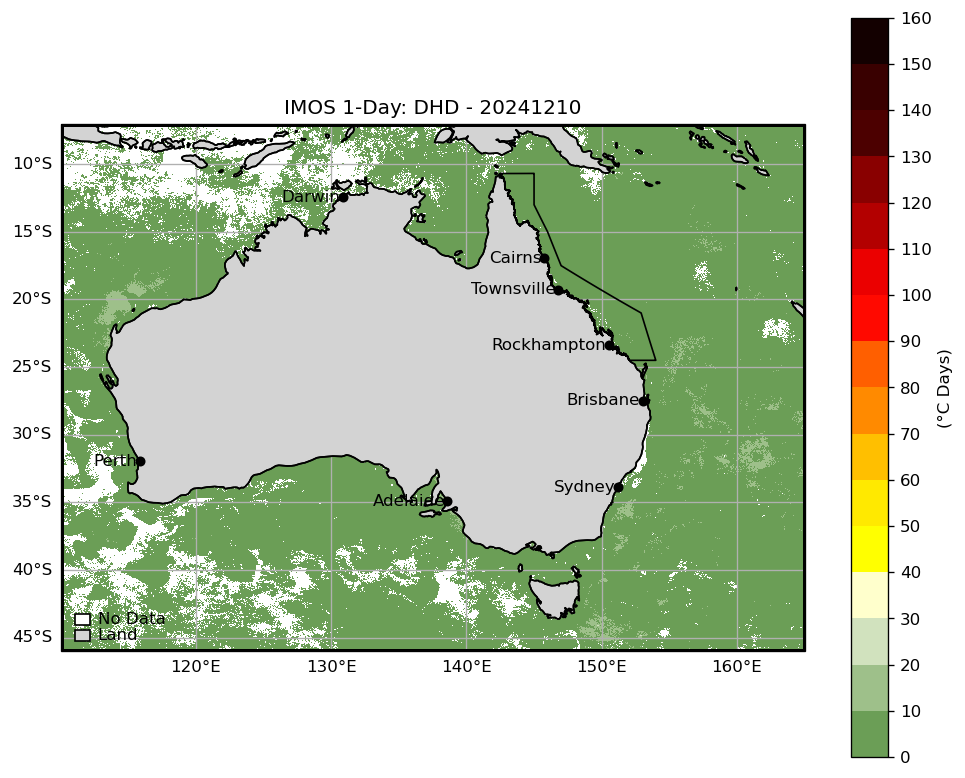 IMOS 1-Day: DHD - 20241210
160
150
140
130
120
110
100
90
80
70
60
50
40
30
20
10
0
(°C Days)
10°S
15°S
20°S
25°S
30°S
35°S
40°S
45°S
Darwin
Cairns
Townsville
Rockhampton
Brisbane
Perth
Sydney
Adelaide
No Data
Land
120°E
130°E
140°E
150°E
160°E